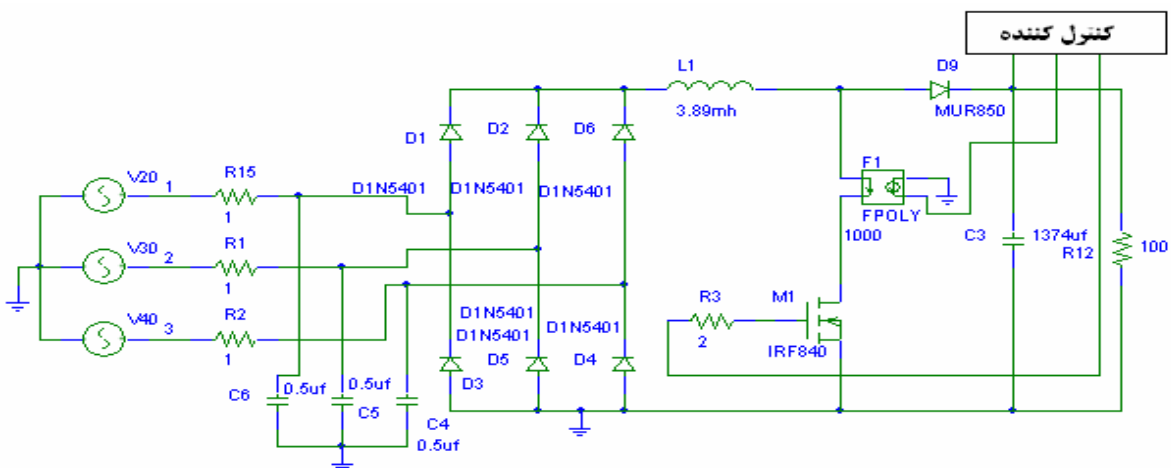 کنترل کننده
L1
3.89mh
D9
MUR850
D1
D2
D6
F1
FPOLY
1000
V20
1
R15
1
D1N5401
D1N5401
D1N5401
V30
2
R1
1
C3
1374uf
R12
100
V40
3
R2
1
D1N5401
D1N5401
D1N5401
R3
2
M1
IRF840
D3
D5
D4
C6
0.5uf
0.5uf
C5
C4
0.5uf